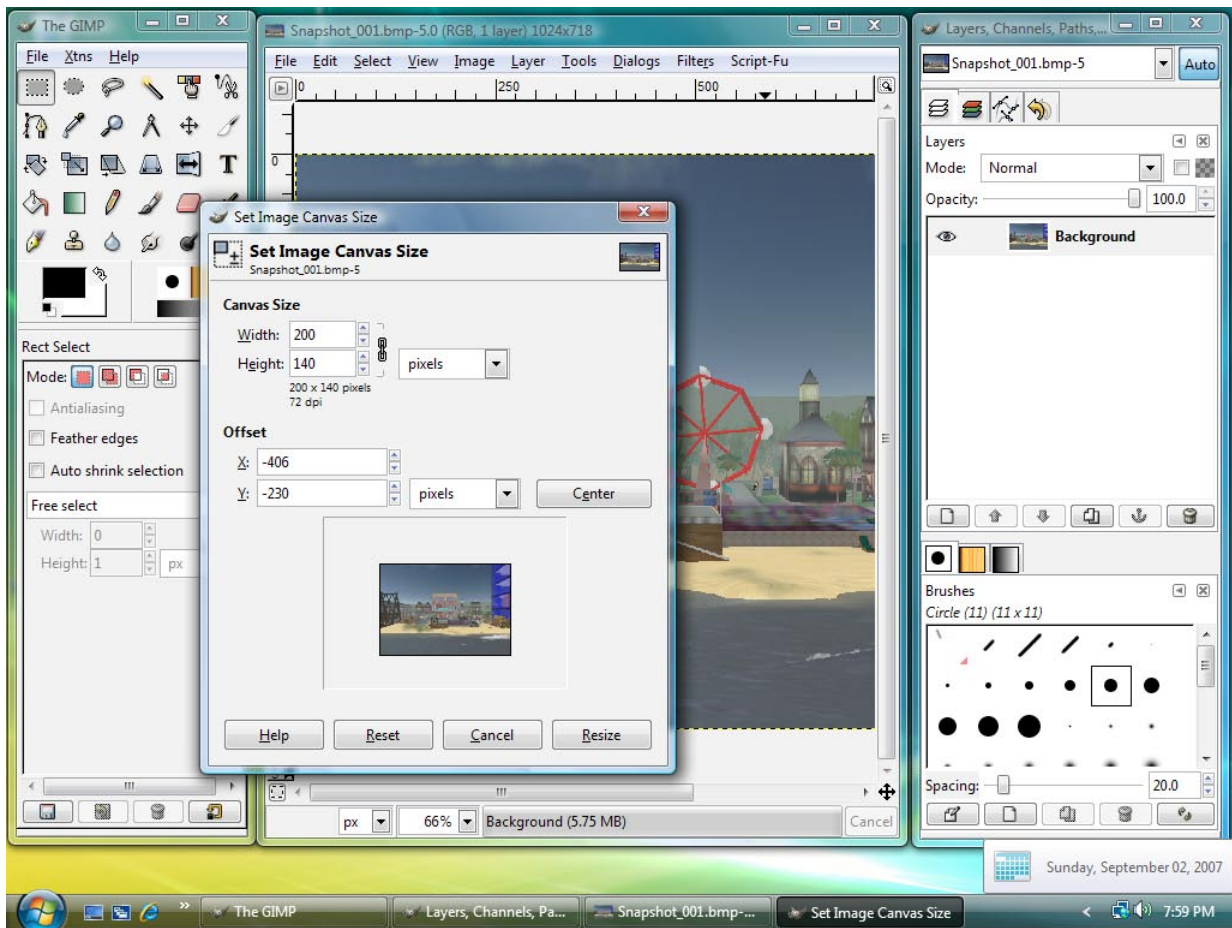 The GIMP
File Xtns Help
Rect Select
Mode:
Antialiasing
Feather edges
Auto shrink selection
Free select
Width: 0
Height: 1 px
Snapshot_001.bmp-5.0 (RGB, 1 layer) 1024x718
File Edit Select View Image Layer Tools Dialogs Filters Script-Fu
0 250 500
0
px 66% Background (5.75 MB) Cancel
Set Image Canvas Size
Set Image Canvas Size
Snapshot_001.bmp-5
Canvas Size
Width: 200
Height: 140 pixels
200 x 140 pixels
72 dpi
Offset
X: -406
Y: -230 pixels Center
Help Reset Cancel Resize
Layers, Channels, Paths,...
Snapshot_001.bmp-5 Auto
Layers
Mode: Normal
Opacity: 100.0
Background
Brushes
Circle (11) (11 x 11)
Spacing: 20.0
Sunday, September 02, 2007
The GIMP Layers, Channels, Pa... Snapshot_001.bmp-... Set Image Canvas Size 7:59 PM